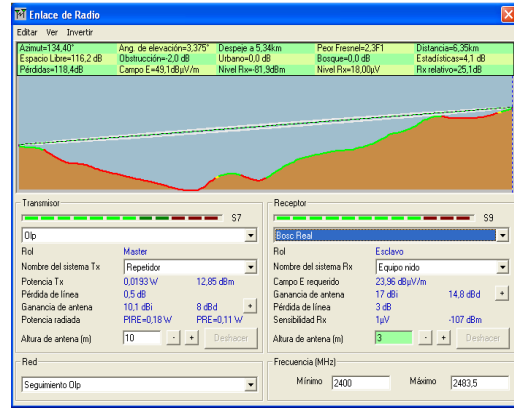 Enlace de Radio
Editar Ver Invertir
Azimut=134,40° Ang. de elevación=3,375° Despeje a 5,34km Peor Fresnel=2,3F1 Distancia=6,35km
Espacio Libre=116,2 dB Obstrucción=-2,0 dB Urbano=0,0 dB Bosque=0,0 dB Estadísticas=4,1 dB
Pérdidas=118,4dB Campo E=49,1dBµV/m Nivel Rx=-81,9dBm Nivel Rx=18,00µV Rx relativo=25,1dB
Transmisor
S7
Olp
Rol Master
Nombre del sistema Tx Repetidor
Potencia Tx 0,0193 W 12,85 dBm
Pérdida de línea 0,5 dB
Ganancia de antena 10,1 dBi 8 dBd +
Potencia radiada PIRE=0,18 W PRE=0,11 W
Altura de antena (m) 10 - + Deshacer
Receptor
S9
Bosc Real
Rol Esclavo
Nombre del sistema Rx Equipo nido
Campo E requerido 23,96 dBµV/m
Ganancia de antena 17 dBi 14,8 dBd +
Pérdida de línea 3 dB
Sensibilidad Rx 1µV -107 dBm
Altura de antena (m) 3 - + Deshacer
Red
Seguimiento Olp
Frecuencia (MHz)
Mínimo 2400 Máximo 2483,5